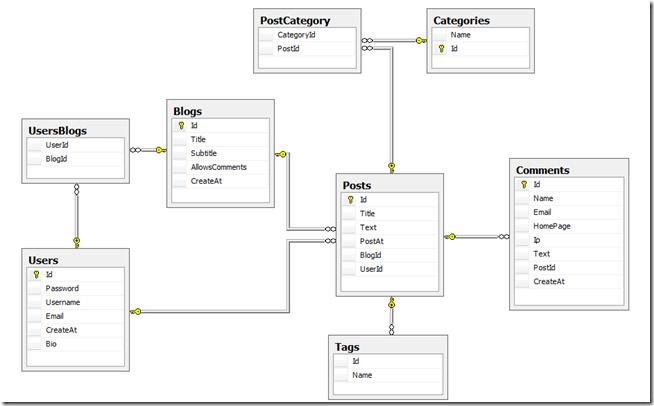 PostCategory
CategoryId
PostId
Categories
Name
Id
Blogs
Id
Title
Subtitle
AllowsComments
CreateAt
UsersBlogs
UserId
BlogId
Posts
Id
Title
Text
PostAt
BlogId
UserId
Comments
Id
Name
Email
HomePage
Ip
Text
PostId
CreateAt
Users
Id
Password
Username
Email
CreateAt
Bio
Tags
Id
Name